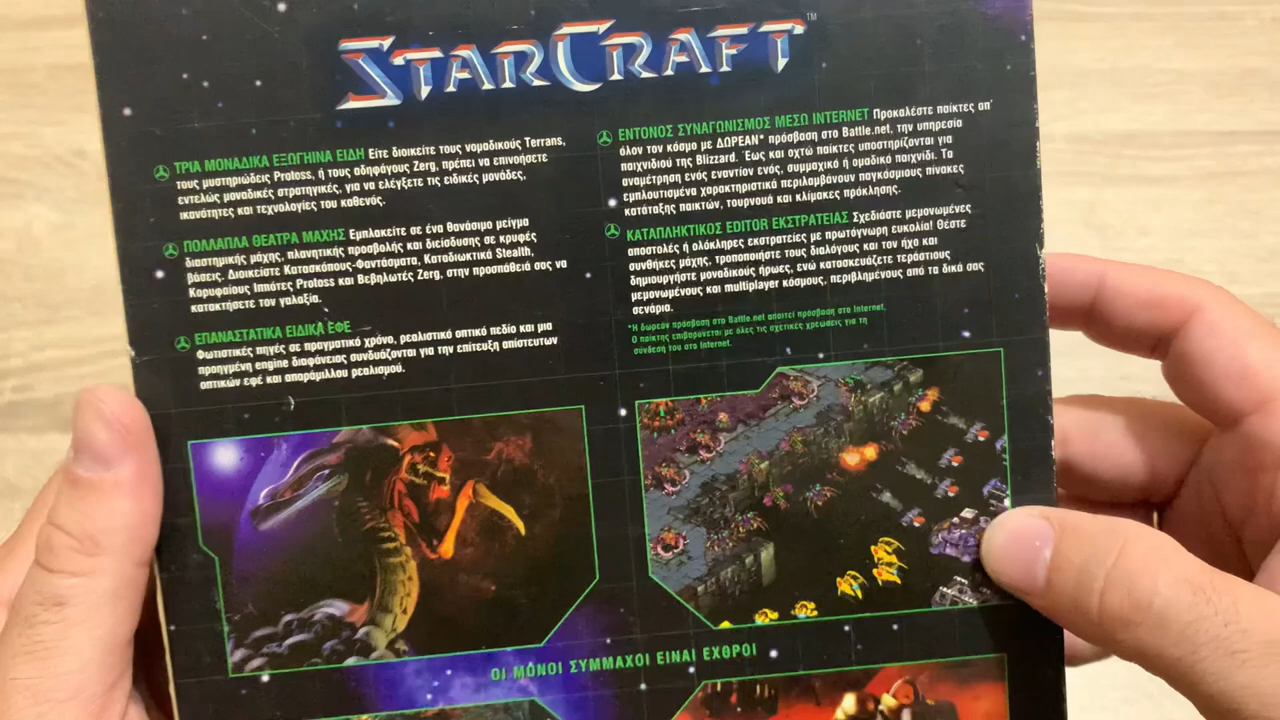 STARCRAFT™
ΤΡΙΑ ΜΟΝΑΔΙΚΑ ΕΞΩΓΗΙΝΑ ΕΙΔΗ Είτε διοικείτε τους νομαδικούς Terrans,
τους μυστηριώδεις Protoss, ή τους αδηφάγους Zerg, πρέπει να επινοήσετε
εντελώς μοναδικές στρατηγικές, για να ελέγξετε τις ειδικές μονάδες,
ικανότητες και τεχνολογίες του καθενός.
ΠΟΛΛΑΠΛΑ ΘΕΑΤΡΑ ΜΑΧΗΣ Εμπλακείτε σε ένα θανάσιμο μείγμα
διαστημικής μάχης, πλανητικής προσβολής και διείσδυσης σε κρυφές
βάσεις. Διοικείστε Κατασκόπους-Φαντάσματα, Καταδιωκτικά Stealth,
Κορυφαίους Ιππότες Protoss και Βεβηλωτές Zerg, στην προσπάθειά σας να
κατακτήσετε τον γαλαξία.
ΕΠΑΝΑΣΤΑΤΙΚΑ ΕΙΔΙΚΑ ΕΦΕ
Φωτιστικές πηγές σε πραγματικό χρόνο, ρεαλιστικό οπτικό πεδίο και μια
προηγμένη engine διαφάνειας συνδυάζονται για την επίτευξη απίστευτων
οπτικών εφέ και απαράμιλλου ρεαλισμού.
ΕΝΤΟΝΟΣ ΣΥΝΑΓΩΝΙΣΜΟΣ ΜΕΣΩ INTERNET Προκαλέστε παίκτες απ'
όλον τον κόσμο με ΔΩΡΕΑΝ* πρόσβαση στο Battle.net, την υπηρεσία
παιχνιδιού της Blizzard. Έως και οχτώ παίκτες υποστηρίζονται για
αναμέτρηση ενός εναντίον ενός, συμμαχικό ή ομαδικό παιχνίδι. Τα
εμπλουτισμένα χαρακτηριστικά περιλαμβάνουν παγκόσμιους πίνακες
κατάταξης παικτών, τουρνουά και κλίμακες πρόκλησης.
ΚΑΤΑΠΛΗΚΤΙΚΟΣ EDITOR ΕΚΣΤΡΑΤΕΙΑΣ Σχεδιάστε μεμονωμένες
αποστολές ή ολόκληρες εκστρατείες με πρωτόγνωρη ευκολία! Θέστε
συνθήκες μάχης, τροποποιήστε τους διαλόγους και τον ήχο και
δημιουργήστε μοναδικούς ήρωες, ενώ κατασκευάζετε τεράστιους
μεμονωμένους και multiplayer κόσμους, περιβλημένους από τα δικά σας
σενάρια.
*Η δωρεάν πρόσβαση στο Battle.net απαιτεί πρόσβαση στο Internet.
Ο παίκτης επιβαρύνεται με όλες τις σχετικές χρεώσεις για τη
σύνδεσή του στο Internet.
ΟΙ ΜΟΝΟΙ ΣΥΜΜΑΧΟΙ ΕΙΝΑΙ ΕΧΘΡΟΙ